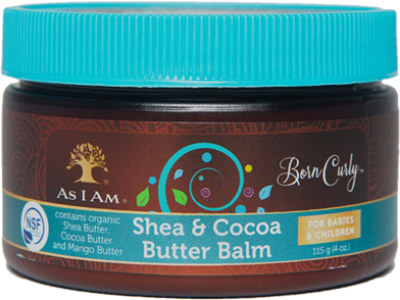 As I Am®
Born Curly™
NSF
contains organic
Shea Butter,
Cocoa Butter
and Mango Butter
Shea & Cocoa
Butter Balm
FOR BABIES
& CHILDREN
115 g (4 oz.)